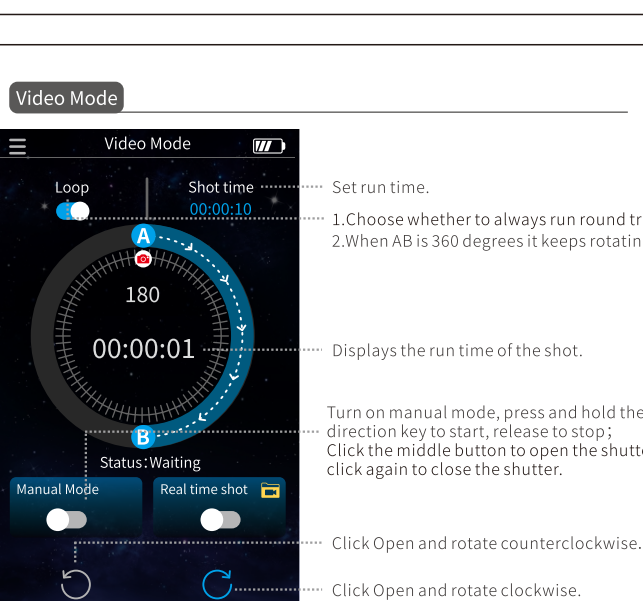 Video Mode
Video Mode
Loop
Shot time
00:00:10
A
180
00:00:01
B
Status：Waiting
Manual Mode
Real time shot
Set run time.
1.Choose whether to always run round
2.When AB is 360 degrees it keeps
Displays the run time of the shot.
Turn on manual mode, press and hold the
direction key to start, release to stop；
Click the middle button to open the
click again to close the shutter.
Click Open and rotate counterclockwise.
Click Open and rotate clockwise.